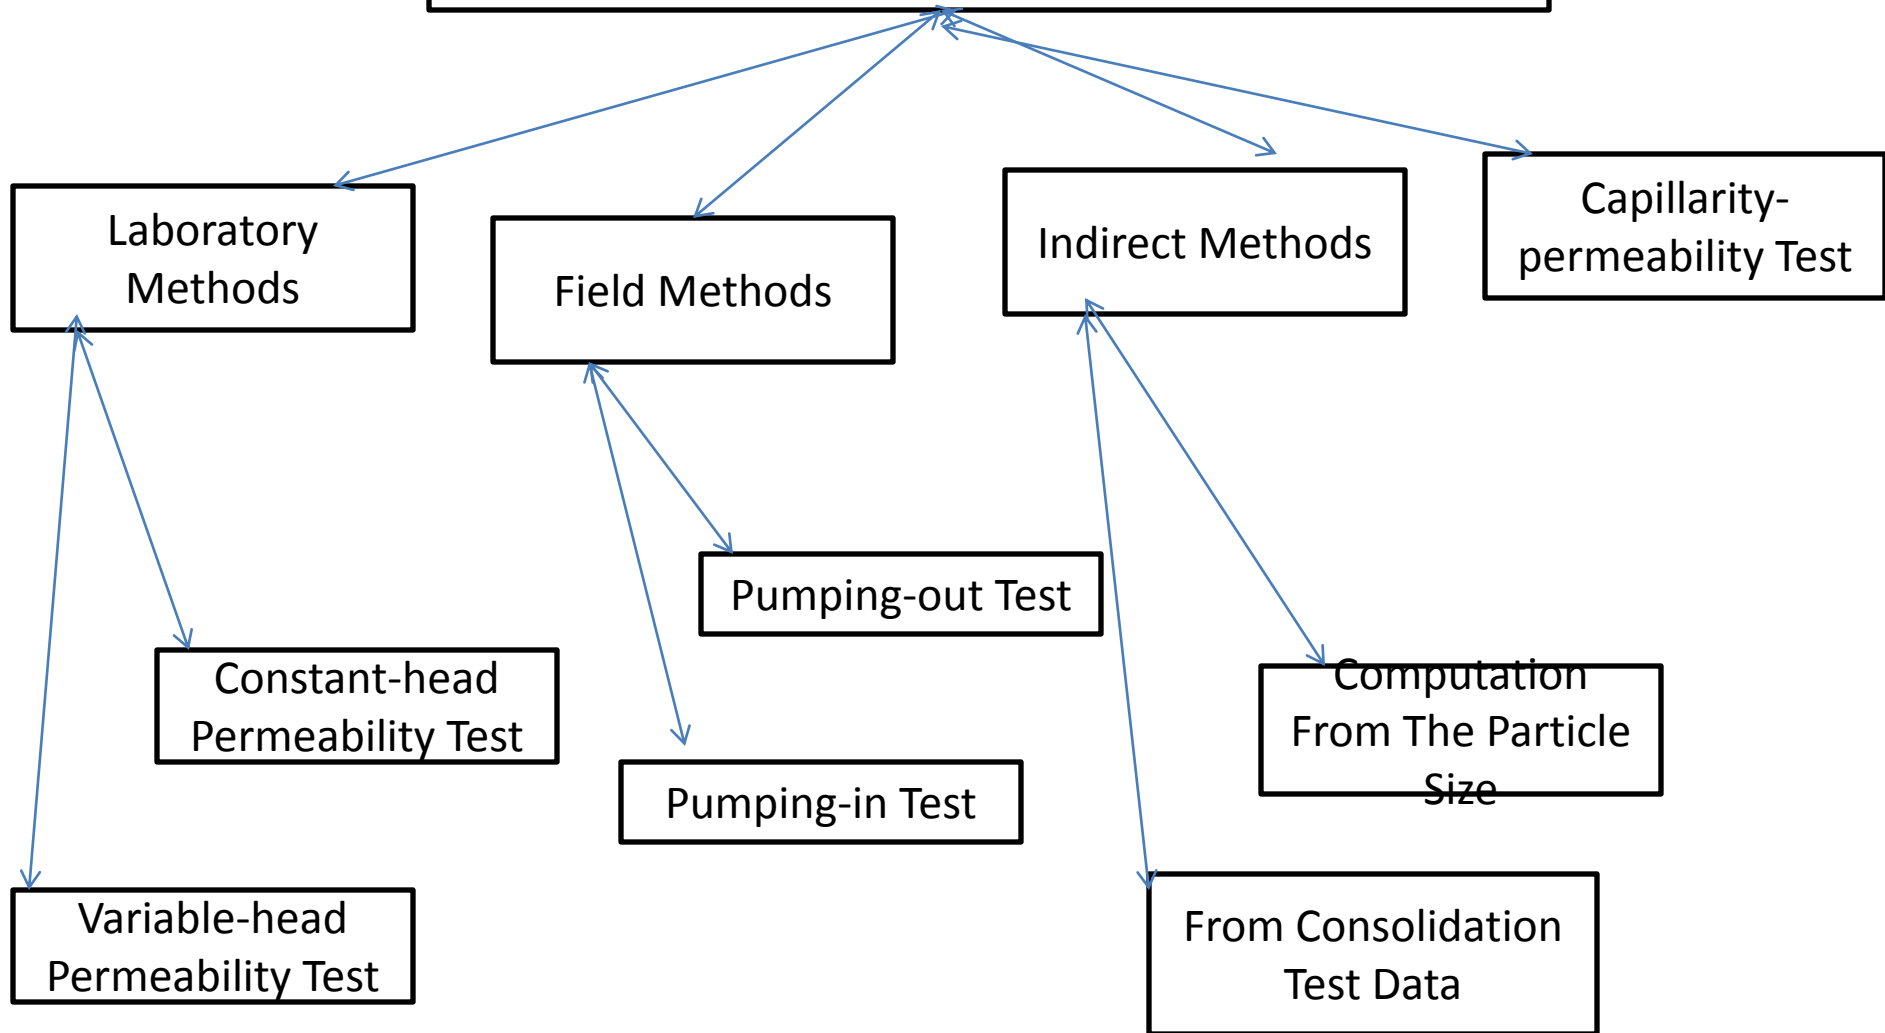 Laboratory
Methods
Field Methods
Indirect Methods
Capillarity-
permeability Test
Pumping-out Test
Constant-head
Permeability Test
Pumping-in Test
Computation
From The Particle
Size
Variable-head
Permeability Test
From Consolidation
Test Data